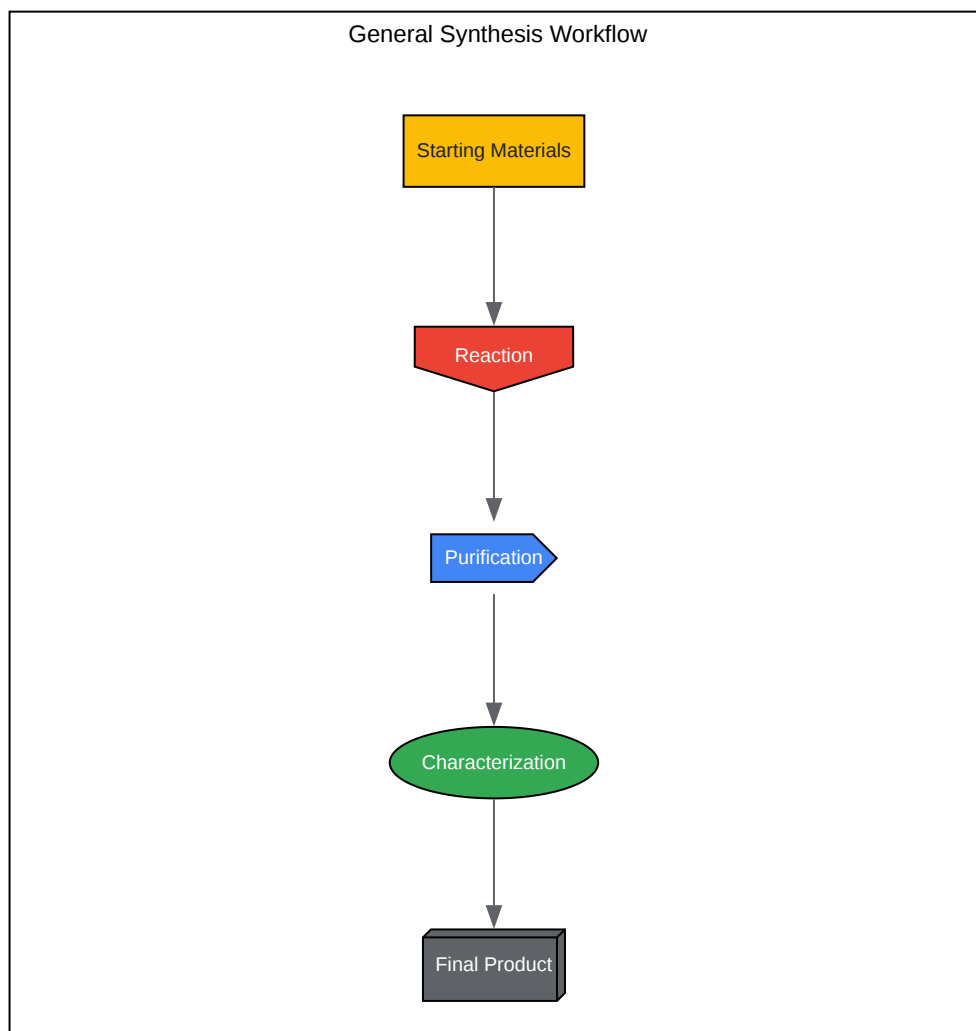 General Synthesis Workflow
Starting Materials
Reaction
Purification
Characterization
Final Product